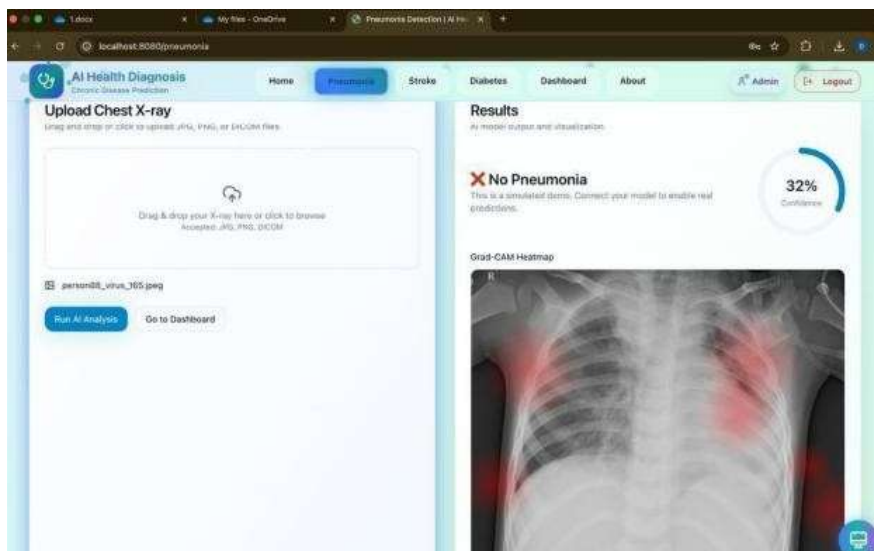 1.docx
My files - OneDrive
Pneumonia Detection | AI He
localhost:8080/pneumonia
AI Health Diagnosis
Chronic Disease Prediction
Home
Pneumonia
Stroke
Diabetes
Dashboard
About
Admin
Logout
Upload Chest X-ray
Drag and drop or click to upload JPG, PNG, or DICOM files.
Drag & drop your X-ray here or click to browse
Accepted: JPG, PNG, DICOM
person88_virus_165.jpeg
Run AI Analysis
Go to Dashboard
Results
AI model output and visualization.
No Pneumonia
This is a simulated demo. Connect your model to enable real
predictions.
32%
Confidence
Grad-CAM Heatmap
R